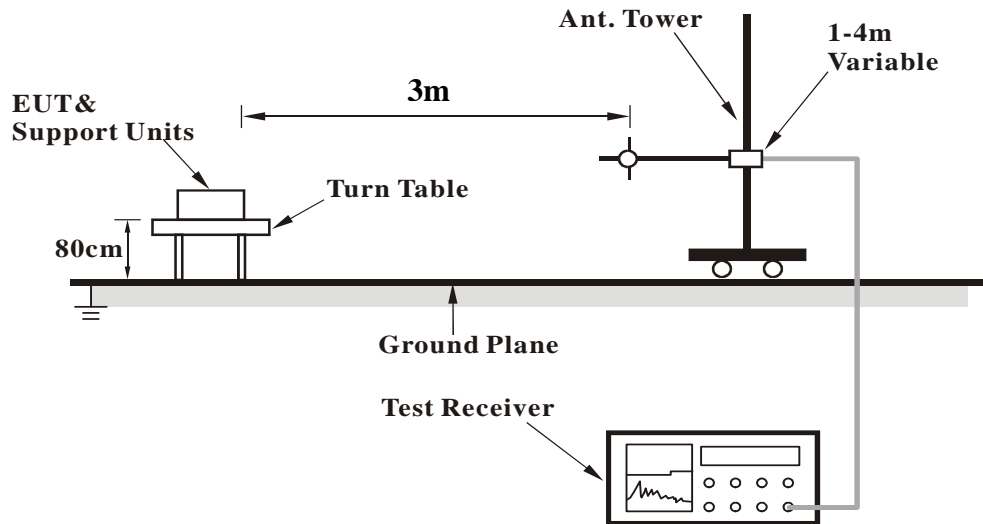 Ant. Tower
1-4m
Variable
3m
EUT&
Support Units
Turn Table
80cm
Ground Plane
Test Receiver